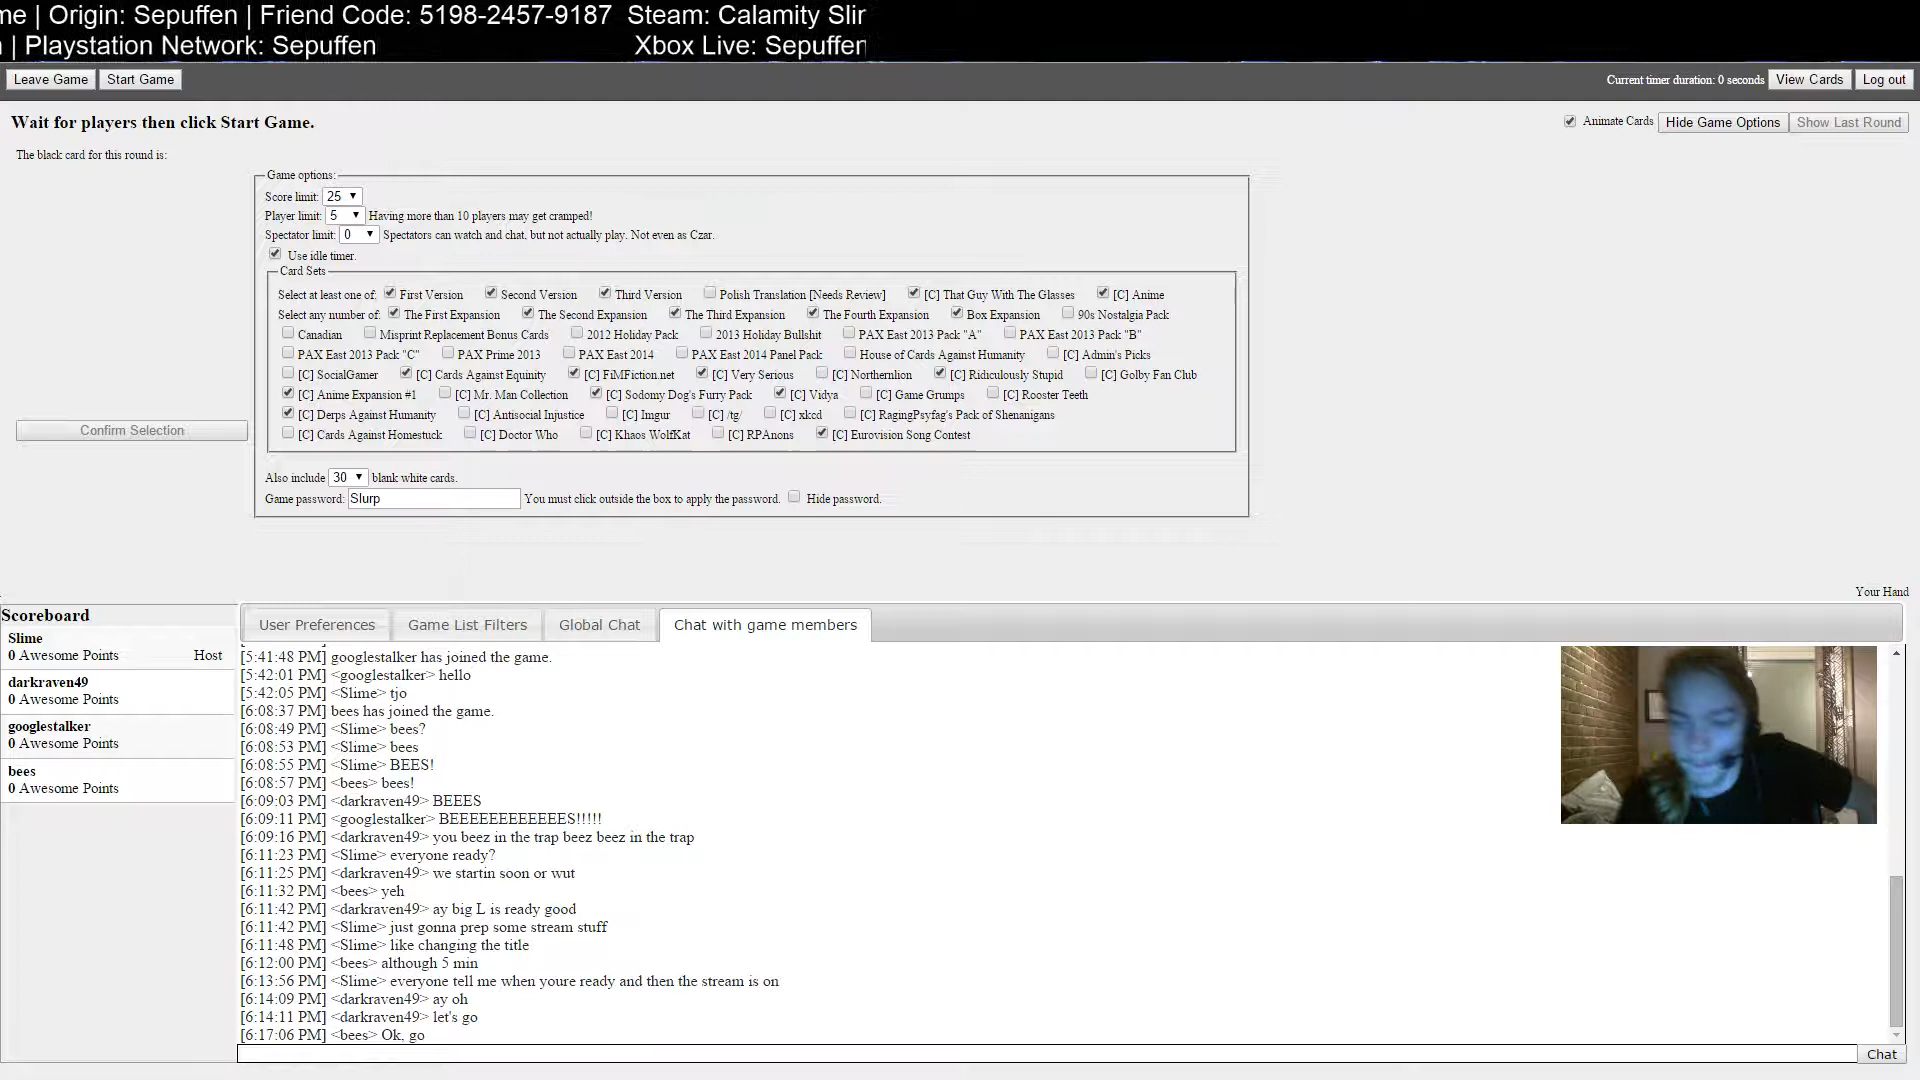 me | Origin: Sepuffen | Friend Code: 5198-2457-9187 Steam: Calamity Slir
| Playstation Network: Sepuffen Xbox Live: Sepuffen
Leave Game Start Game Current timer duration: 0 seconds View Cards Log out
Wait for players then click Start Game. Animate Cards Hide Game Options Show Last Round
The black card for this round is:
Game options:
Score limit: 25
Player limit: 5 Having more than 10 players may get cramped!
Spectator limit: 0 Spectators can watch and chat, but not actually play. Not even as Czar.
Use idle timer.
Card Sets
Select at least one of: First Version Second Version Third Version Polish Translation [Needs Review] [C] That Guy With The Glasses [C] Anime
Select any number of: The First Expansion The Second Expansion The Third Expansion The Fourth Expansion Box Expansion 90s Nostalgia Pack
Canadian Misprint Replacement Bonus Cards 2012 Holiday Pack 2013 Holiday Bullshit PAX East 2013 Pack "A" PAX East 2013 Pack "B"
PAX East 2013 Pack "C" PAX Prime 2013 PAX East 2014 PAX East 2014 Panel Pack House of Cards Against Humanity [C] Admin's Picks
[C] SocialGamer [C] Cards Against Equinity [C] FiMFiction.net [C] Very Serious [C] Northernlion [C] Ridiculously Stupid [C] Golby Fan Club
[C] Anime Expansion #1 [C] Mr. Man Collection [C] Sodomy Dog's Furry Pack [C] Vidya [C] Game Grumps [C] Rooster Teeth
[C] Derps Against Humanity [C] Antisocial Injustice [C] Imgur [C] /tg/ [C] xkcd [C] RagingPsyfag's Pack of Shenanigans
[C] Cards Against Homestuck [C] Doctor Who [C] Khaos WolfKat [C] RPAnons [C] Eurovision Song Contest
Confirm Selection
Also include 30 blank white cards.
Game password: Slurp You must click outside the box to apply the password. Hide password.
Your Hand
Scoreboard
Slime
0 Awesome Points Host
darkraven49
0 Awesome Points
googlestalker
0 Awesome Points
bees
0 Awesome Points
User Preferences Game List Filters Global Chat Chat with game members
[5:41:48 PM] googlestalker has joined the game.
[5:42:01 PM] <googlestalker> hello
[5:42:05 PM] <Slime> tjo
[6:08:37 PM] bees has joined the game.
[6:08:49 PM] <Slime> bees?
[6:08:53 PM] <Slime> bees
[6:08:55 PM] <Slime> BEES!
[6:08:57 PM] <bees> bees!
[6:09:03 PM] <darkraven49> BEEES
[6:09:11 PM] <googlestalker> BEEEEEEEEEEEEES!!!!!
[6:09:16 PM] <darkraven49> you beez in the trap beez beez in the trap
[6:11:23 PM] <Slime> everyone ready?
[6:11:25 PM] <darkraven49> we startin soon or wut
[6:11:32 PM] <bees> yeh
[6:11:42 PM] <darkraven49> ay big L is ready good
[6:11:42 PM] <Slime> just gonna prep some stream stuff
[6:11:48 PM] <Slime> like changing the title
[6:12:00 PM] <bees> although 5 min
[6:13:56 PM] <Slime> everyone tell me when youre ready and then the stream is on
[6:14:09 PM] <darkraven49> ay oh
[6:14:11 PM] <darkraven49> let's go
[6:17:06 PM] <bees> Ok, go
Chat